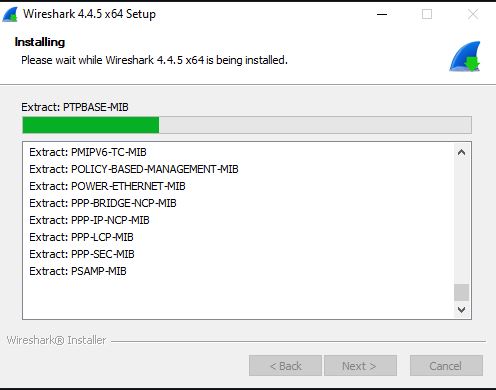 Wireshark 4.4.5 x64 Setup
Installing
Please wait while Wireshark 4.4.5 x64 is being installed.
Extract: PTPBASE-MIB
Extract: PMIPV6-TC-MIB
Extract: POLICY-BASED-MANAGEMENT-MIB
Extract: POWER-ETHERNET-MIB
Extract: PPP-BRIDGE-NCP-MIB
Extract: PPP-IP-NCP-MIB
Extract: PPP-LCP-MIB
Extract: PPP-SEC-MIB
Extract: PSAMP-MIB
Wireshark® Installer
< Back
Next >
Cancel